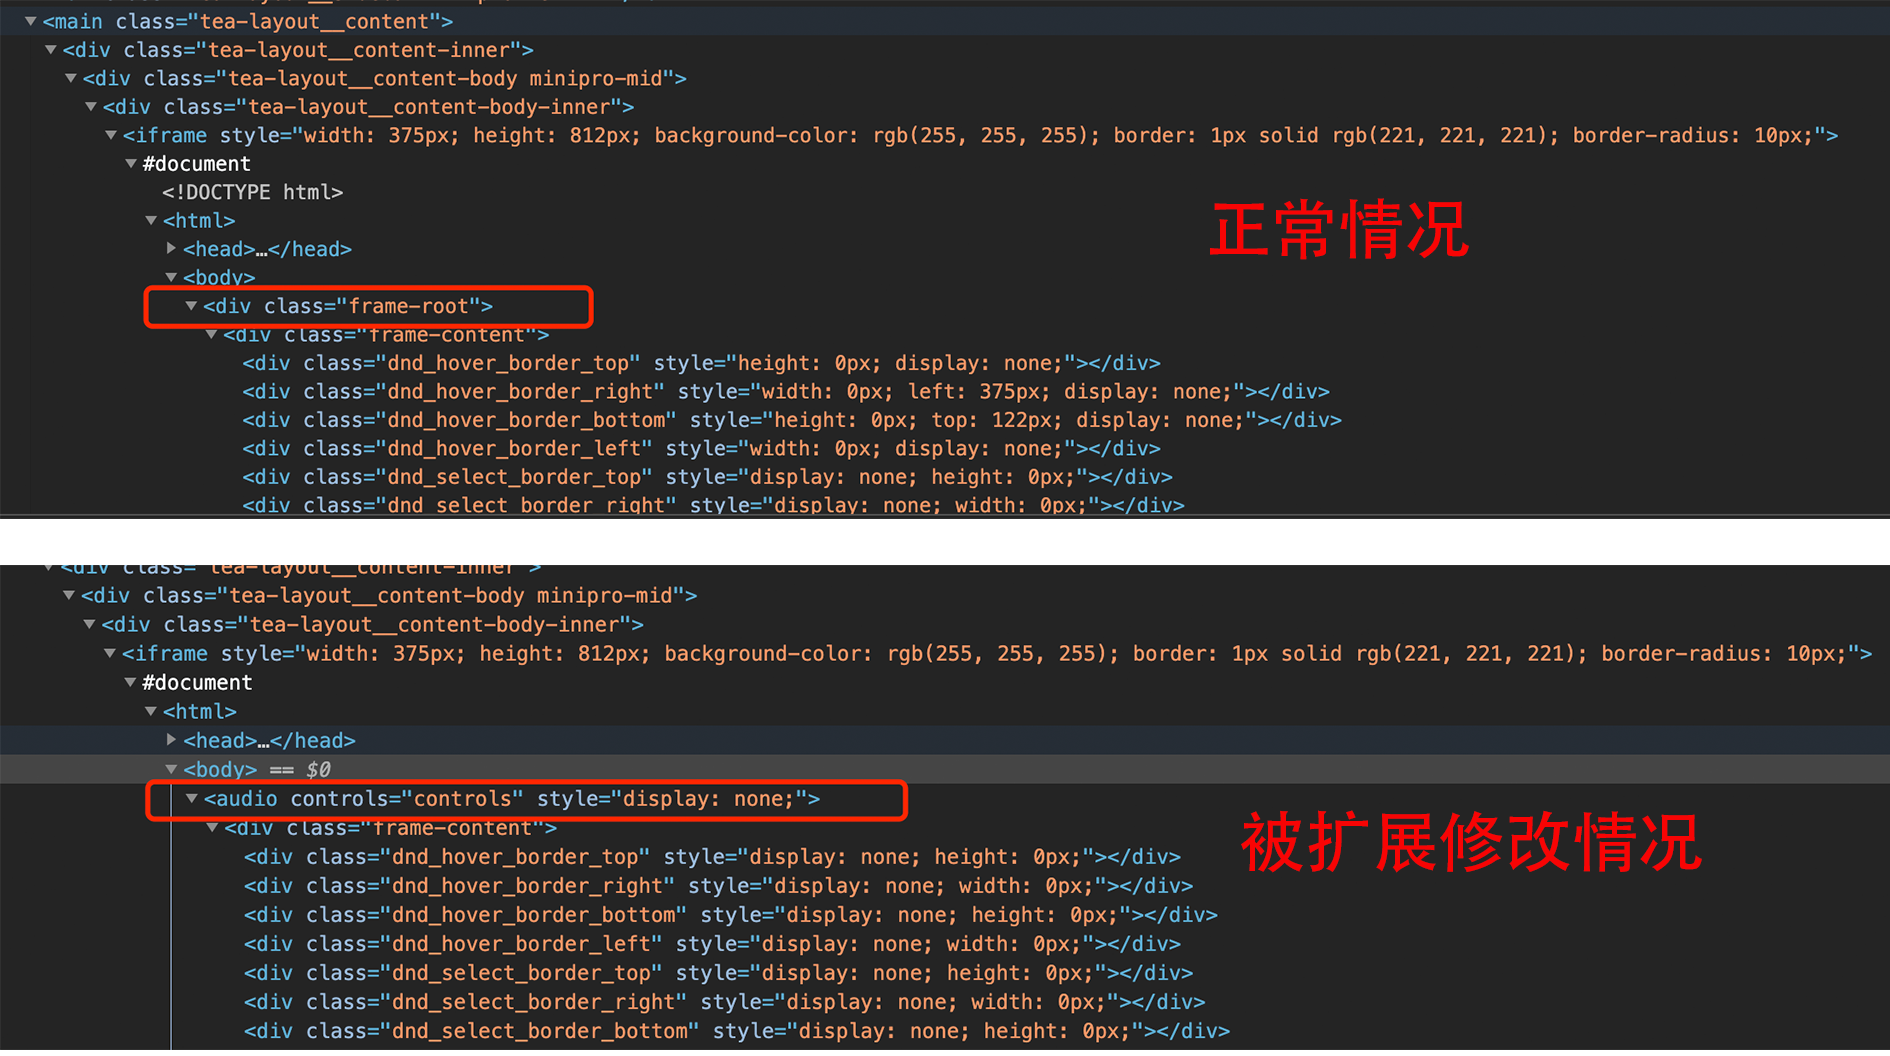 <main class="tea-layout__content">
<div class="tea-layout__content-inner">
<div class="tea-layout__content-body minipro-mid">
<div class="tea-layout__content-body-inner">
<iframe style="width: 375px; height: 812px; background-color: rgb(255, 255, 255); border: 1px solid rgb(221, 221, 221); border-radius: 10px;">
#document
<!DOCTYPE html>
<html>
正常情况
<head>…</head>
<body>
<div class="frame-root">
<div class="frame-content">
<div class="dnd_hover_border_top" style="height: 0px; display: none;"></div>
<div class="dnd_hover_border_right" style="width: 0px; left: 375px; display: none;"></div>
<div class="dnd_hover_border_bottom" style="height: 0px; top: 122px; display: none;"></div>
<div class="dnd_hover_border_left" style="width: 0px; display: none;"></div>
<div class="dnd_select_border_top" style="display: none; height: 0px;"></div>
<div class="dnd_select_border_right" style="display: none; width: 0px;"></div>
<div class="tea-layout__content-inner">
<div class="tea-layout__content-body minipro-mid">
<div class="tea-layout__content-body-inner">
<iframe style="width: 375px; height: 812px; background-color: rgb(255, 255, 255); border: 1px solid rgb(221, 221, 221); border-radius: 10px;">
#document
<html>
<head>…</head>
<body> == $0
<audio controls="controls" style="display: none;">
<div class="frame-content">
被扩展修改情况
<div class="dnd_hover_border_top" style="display: none; height: 0px;"></div>
<div class="dnd_hover_border_right" style="display: none; width: 0px;"></div>
<div class="dnd_hover_border_bottom" style="display: none; height: 0px;"></div>
<div class="dnd_hover_border_left" style="display: none; width: 0px;"></div>
<div class="dnd_select_border_top" style="display: none; height: 0px;"></div>
<div class="dnd_select_border_right" style="display: none; width: 0px;"></div>
<div class="dnd_select_border_bottom" style="display: none; height: 0px;"></div>